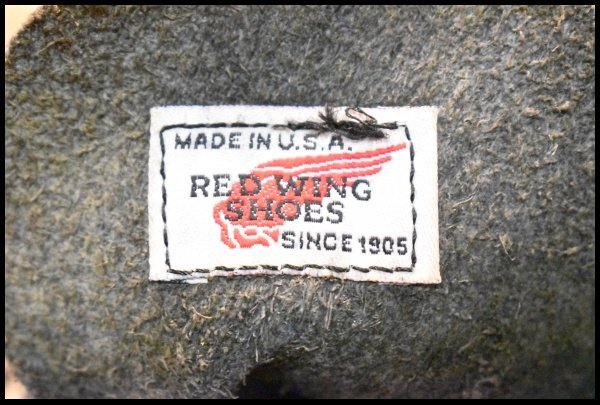 MADE IN U.S.A.
RED WING
SHOES
SINCE 1905